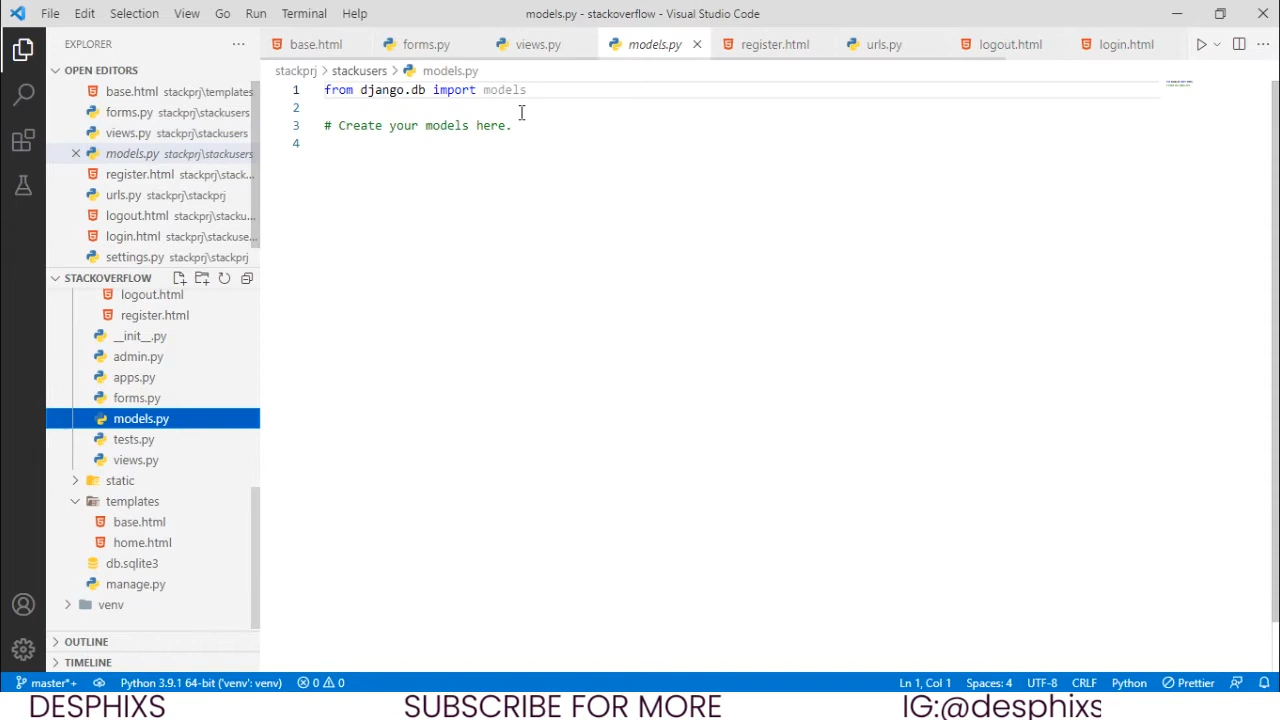 File Edit Selection View Go Run Terminal Help models.py - stackoverflow - Visual Studio Code
EXPLORER
base.html forms.py views.py models.py register.html urls.py logout.html login.html
OPEN EDITORS
base.html stackprj\templates
forms.py stackprj\stackusers
views.py stackprj\stackusers
models.py stackprj\stackusers
register.html stackprj\stack...
urls.py stackprj\stackprj
logout.html stackprj\stacku...
login.html stackprj\stackuse...
settings.py stackprj\stackprj
STACKOVERFLOW
logout.html
register.html
__init__.py
admin.py
apps.py
forms.py
models.py
tests.py
views.py
static
templates
base.html
home.html
db.sqlite3
manage.py
venv
OUTLINE
TIMELINE
stackprj > stackusers > models.py
1 from django.db import models
2
3 # Create your models here.
4
master*+ Python 3.9.1 64-bit ('venv': venv) 0 0 Ln 1, Col 1 Spaces: 4 UTF-8 CRLF Python Prettier
DESPHIXS SUBSCRIBE FOR MORE IG:@desphixs